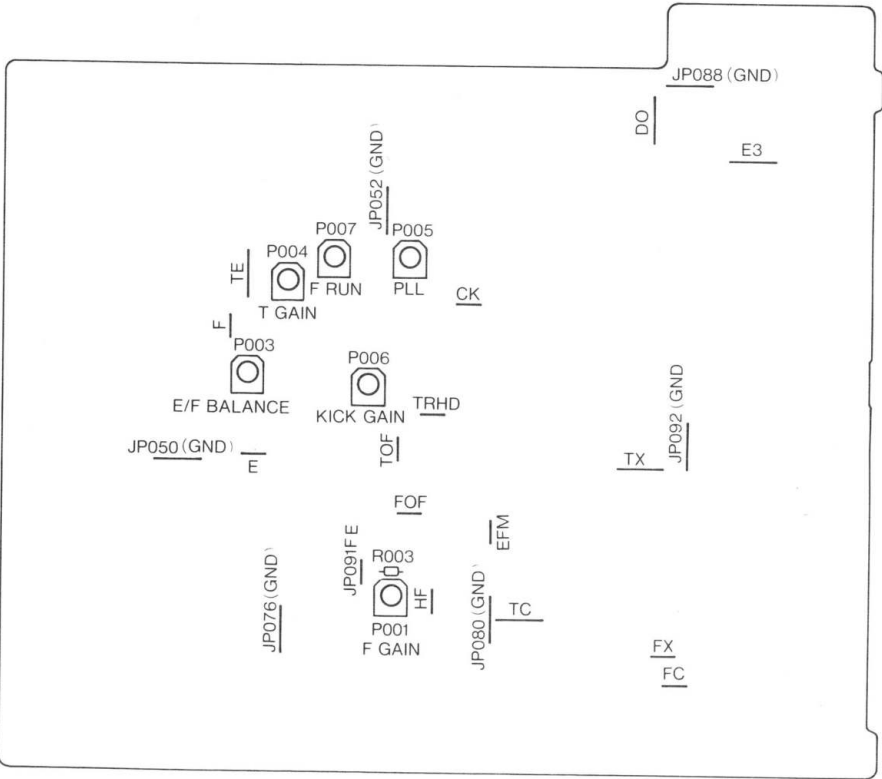 JP088 (GND)
DO
E3
JP052 (GND)
P007
P005
P004
TE
F RUN
PLL
CK
T GAIN
F
P003
P006
E/F BALANCE
KICK GAIN
TRHD
JP092 (GND
JP050 (GND)
E
TOF
TX
FOF
EFM
JP091 F E
R003
JP076 (GND)
HF
JP080 (GND)
TC
P001
F GAIN
FX
FC